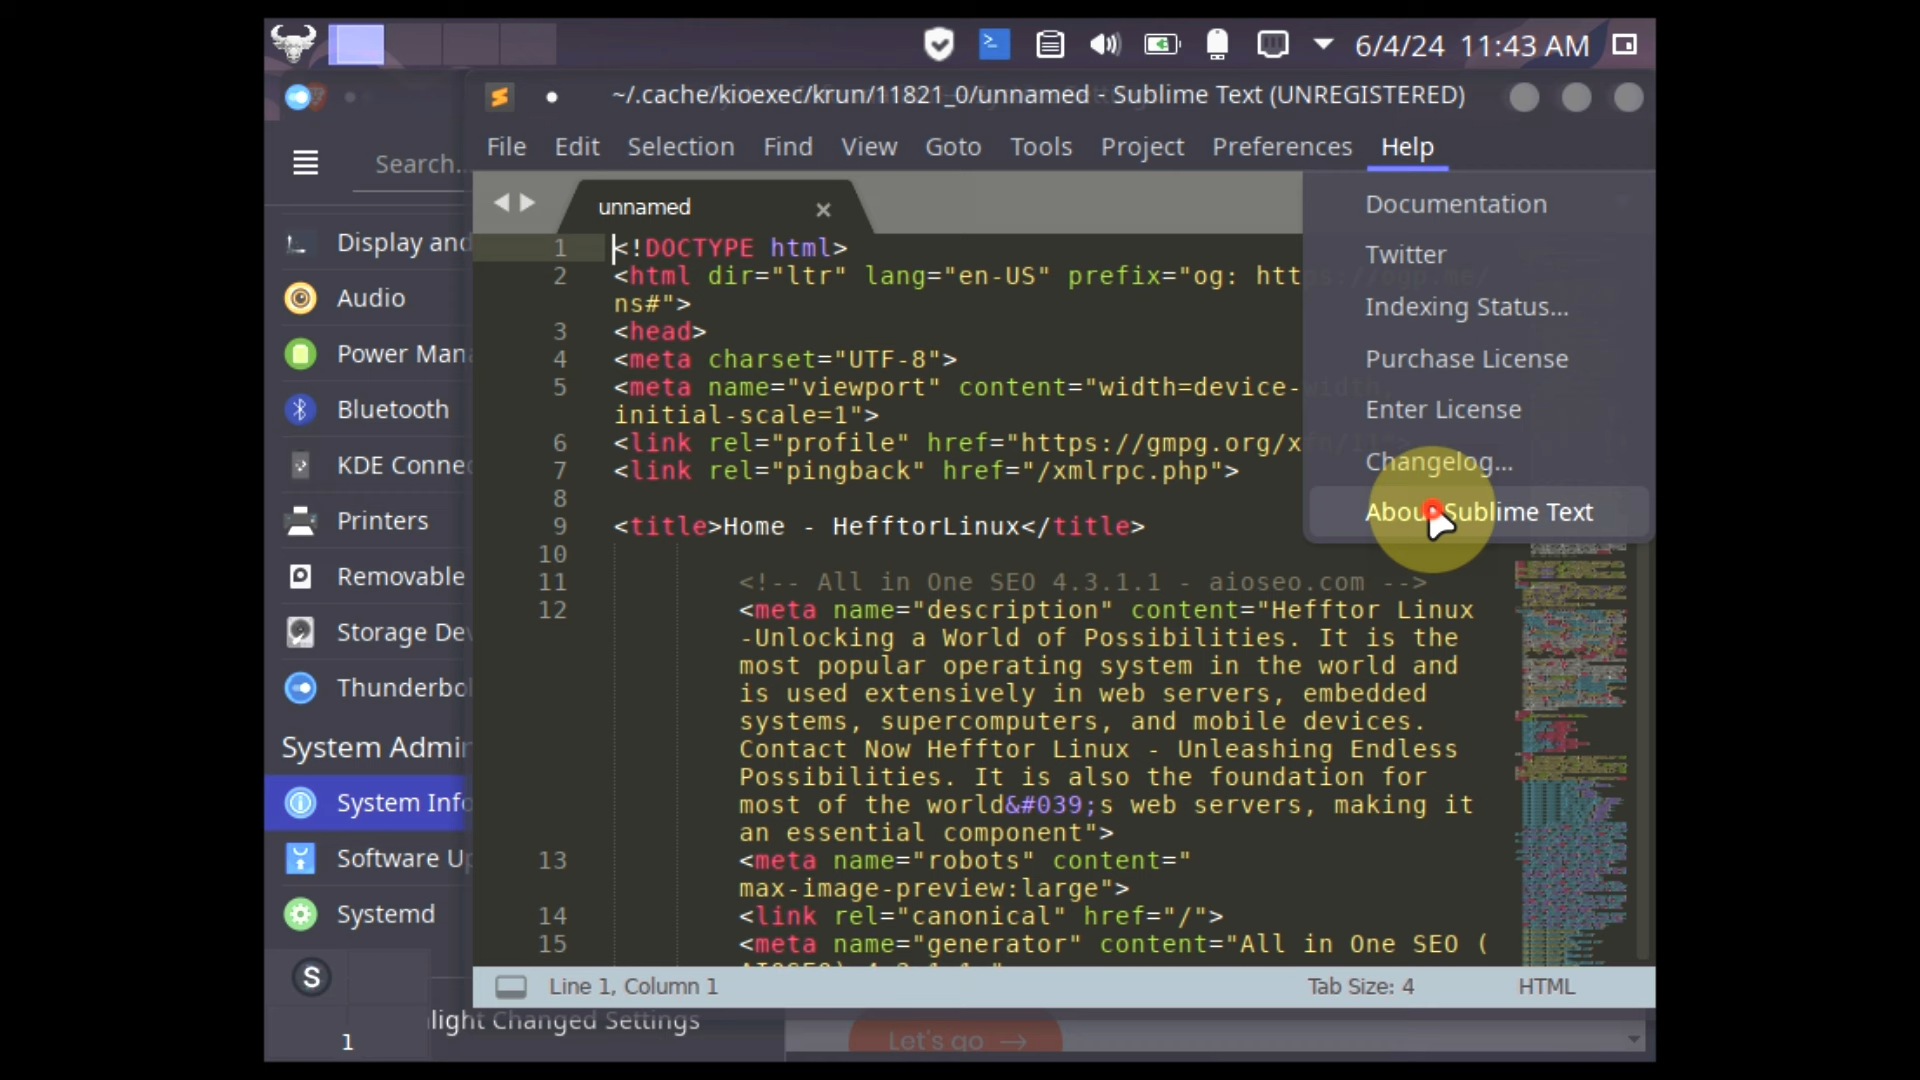 6/4/24 11:43 AM
~/.cache/kioexec/krun/11821_0/unnamed - Sublime Text (UNREGISTERED)
File Edit Selection Find View Goto Tools Project Preferences Help
Search...
Display and
Audio
Power Man
Bluetooth
KDE Connec
Printers
Removable
Storage Dev
Thunderbol
System Admin
System Info
Software Up
Systemd
S
1
light Changed Settings
unnamed
Documentation
Twitter
Indexing Status...
Purchase License
Enter License
Changelog...
About Sublime Text
1 <!DOCTYPE html>
2 <html dir="ltr" lang="en-US" prefix="og: https://ogp.me/
ns#">
3 <head>
4 <meta charset="UTF-8">
5 <meta name="viewport" content="width=device-width
initial-scale=1">
6 <link rel="profile" href="https://gmpg.org/xfn/11">
7 <link rel="pingback" href="/xmlrpc.php">
8
9 <title>Home - HefftorLinux</title>
10
11 <!-- All in One SEO 4.3.1.1 - aioseo.com -->
12 <meta name="description" content="Hefftor Linux
-Unlocking a World of Possibilities. It is the
most popular operating system in the world and
is used extensively in web servers, embedded
systems, supercomputers, and mobile devices.
Contact Now Hefftor Linux - Unleashing Endless
Possibilities. It is also the foundation for
most of the world&#039;s web servers, making it
an essential component">
13 <meta name="robots" content="
max-image-preview:large">
14 <link rel="canonical" href="/">
15 <meta name="generator" content="All in One SEO (
Line 1, Column 1
Tab Size: 4
HTML
Let's go →